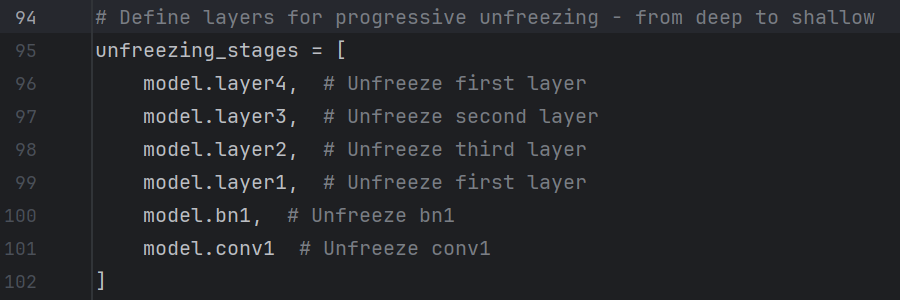 94 # Define layers for progressive unfreezing - from deep to shallow
95 unfreezing_stages = [
96     model.layer4,  # Unfreeze first layer
97     model.layer3,  # Unfreeze second layer
98     model.layer2,  # Unfreeze third layer
99     model.layer1,  # Unfreeze first layer
100     model.bn1,  # Unfreeze bn1
101     model.conv1  # Unfreeze conv1
102 ]